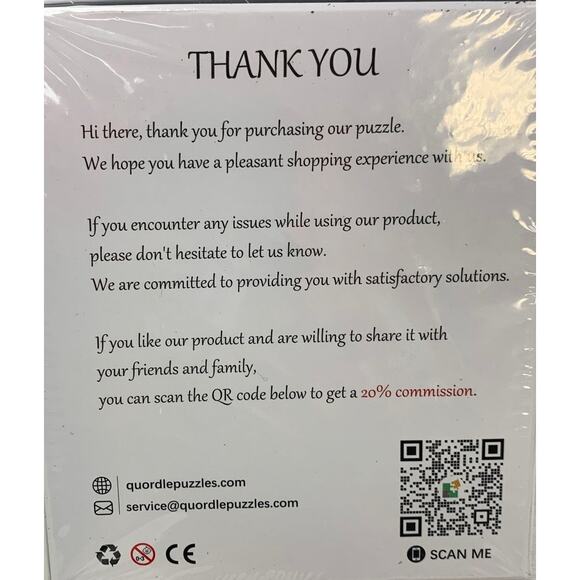 THANK YOU
Hi there, thank you for purchasing our puzzle.
We hope you have a pleasant shopping experience with us.
If you encounter any issues while using our product,
please don't hesitate to let us know.
We are committed to providing you with satisfactory solutions.
If you like our product and are willing to share it with
your friends and family,
you can scan the QR code below to get a 20% commission.
quordlepuzzles.com
service@quordlepuzzles.com
0-3
CE
SCAN ME